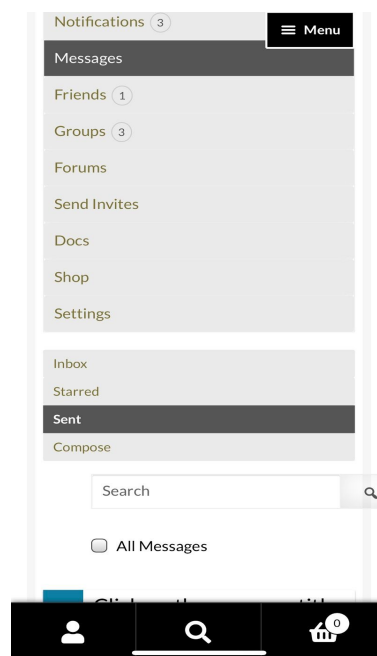 Notifications 3
Menu
Messages
Friends 1
Groups 3
Forums
Send Invites
Docs
Shop
Settings
Inbox
Starred
Sent
Compose
Search
All Messages
0